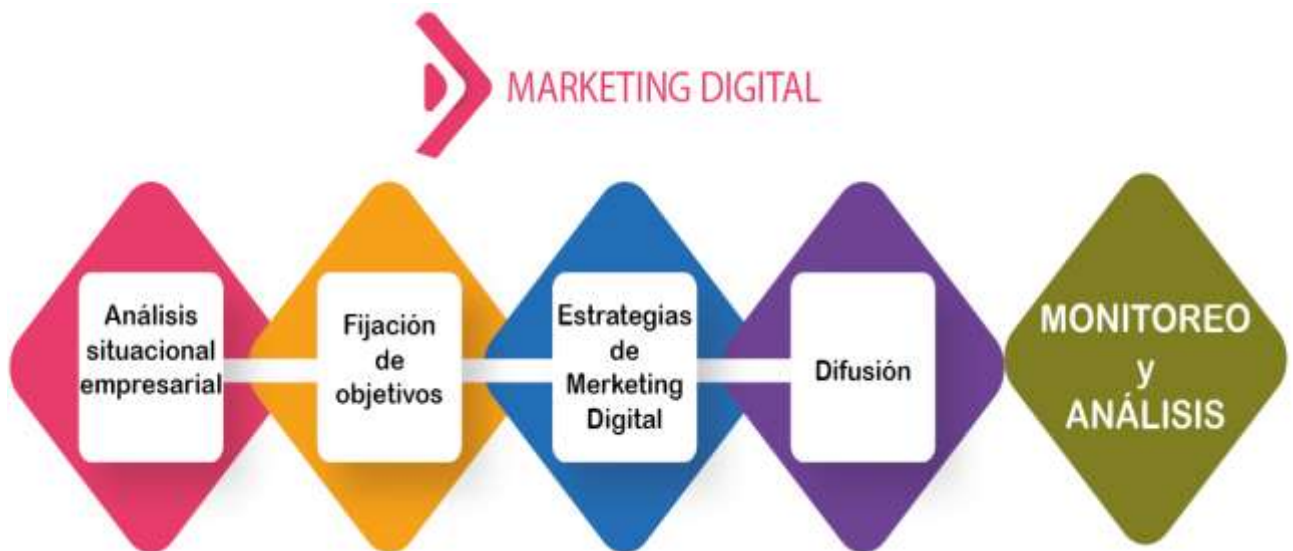 MARKETING DIGITAL
Análisis
situacional
empresarial
Fijación
de
objetivos
Estrategias
de
Merketing
Digital
Difusión
MONITOREO
y
ANÁLISIS